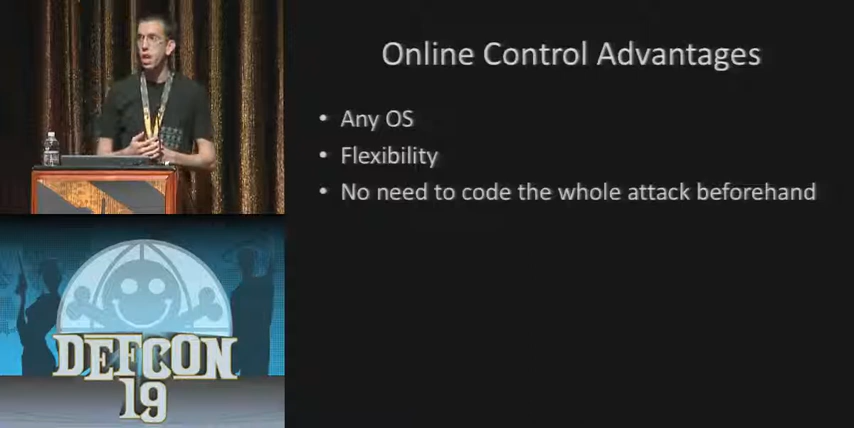 Online Control Advantages
• Any OS
• Flexibility
• No need to code the whole attack beforehand
DEFCON
19